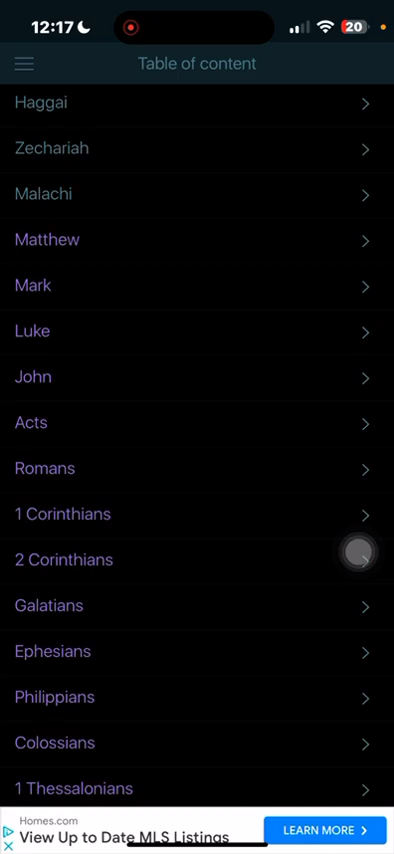 12:17
20
Table of content
Haggai
Zechariah
Malachi
Matthew
Mark
Luke
John
Acts
Romans
1 Corinthians
2 Corinthians
Galatians
Ephesians
Philippians
Colossians
1 Thessalonians
Homes.com
View Up to Date MLS Listings
LEARN MORE